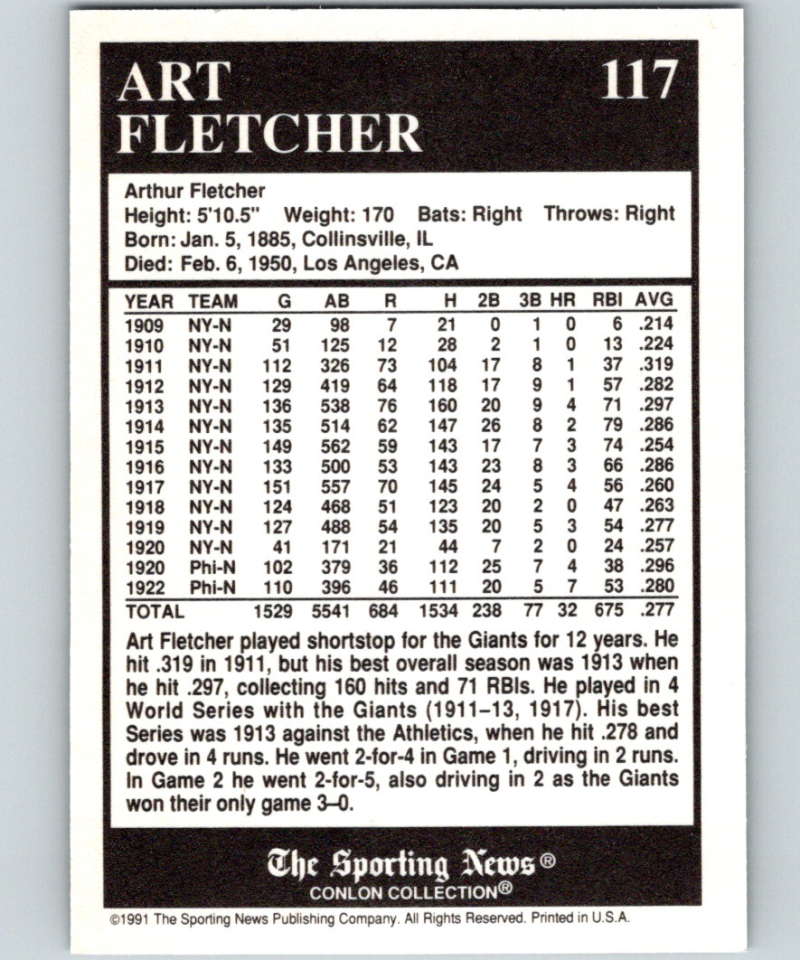 ART 117
FLETCHER
Arthur Fletcher
Height: 5'10.5" Weight: 170 Bats: Right Throws: Right
Born: Jan. 5, 1885, Collinsville, IL
Died: Feb. 6, 1950, Los Angeles, CA
YEAR TEAM G AB R H 2B 3B HR RBI AVG
1909 NY-N 29 98 7 21 0 1 0 6 .214
1910 NY-N 51 125 12 28 2 1 0 13 .224
1911 NY-N 112 326 73 104 17 8 1 37 .319
1912 NY-N 129 419 64 118 17 9 1 57 .282
1913 NY-N 136 538 76 160 20 9 4 71 .297
1914 NY-N 135 514 62 147 26 8 2 79 .286
1915 NY-N 149 562 59 143 17 7 3 74 .254
1916 NY-N 133 500 53 143 23 8 3 66 .286
1917 NY-N 151 557 70 145 24 5 4 56 .260
1918 NY-N 124 468 51 123 20 2 0 47 .263
1919 NY-N 127 488 54 135 20 5 3 54 .277
1920 NY-N 41 171 21 44 7 2 0 24 .257
1920 Phi-N 102 379 36 112 25 7 4 38 .296
1922 Phi-N 110 396 46 111 20 5 7 53 .280
TOTAL 1529 5541 684 1534 238 77 32 675 .277
Art Fletcher played shortstop for the Giants for 12 years. He
hit .319 in 1911, but his best overall season was 1913 when
he hit .297, collecting 160 hits and 71 RBIs. He played in 4
World Series with the Giants (1911–13, 1917). His best
Series was 1913 against the Athletics, when he hit .278 and
drove in 4 runs. He went 2-for-4 in Game 1, driving in 2 runs.
In Game 2 he went 2-for-5, also driving in 2 as the Giants
won their only game 3–0.
The Sporting News®
CONLON COLLECTION®
©1991 The Sporting News Publishing Company. All Rights Reserved. Printed in U.S.A.